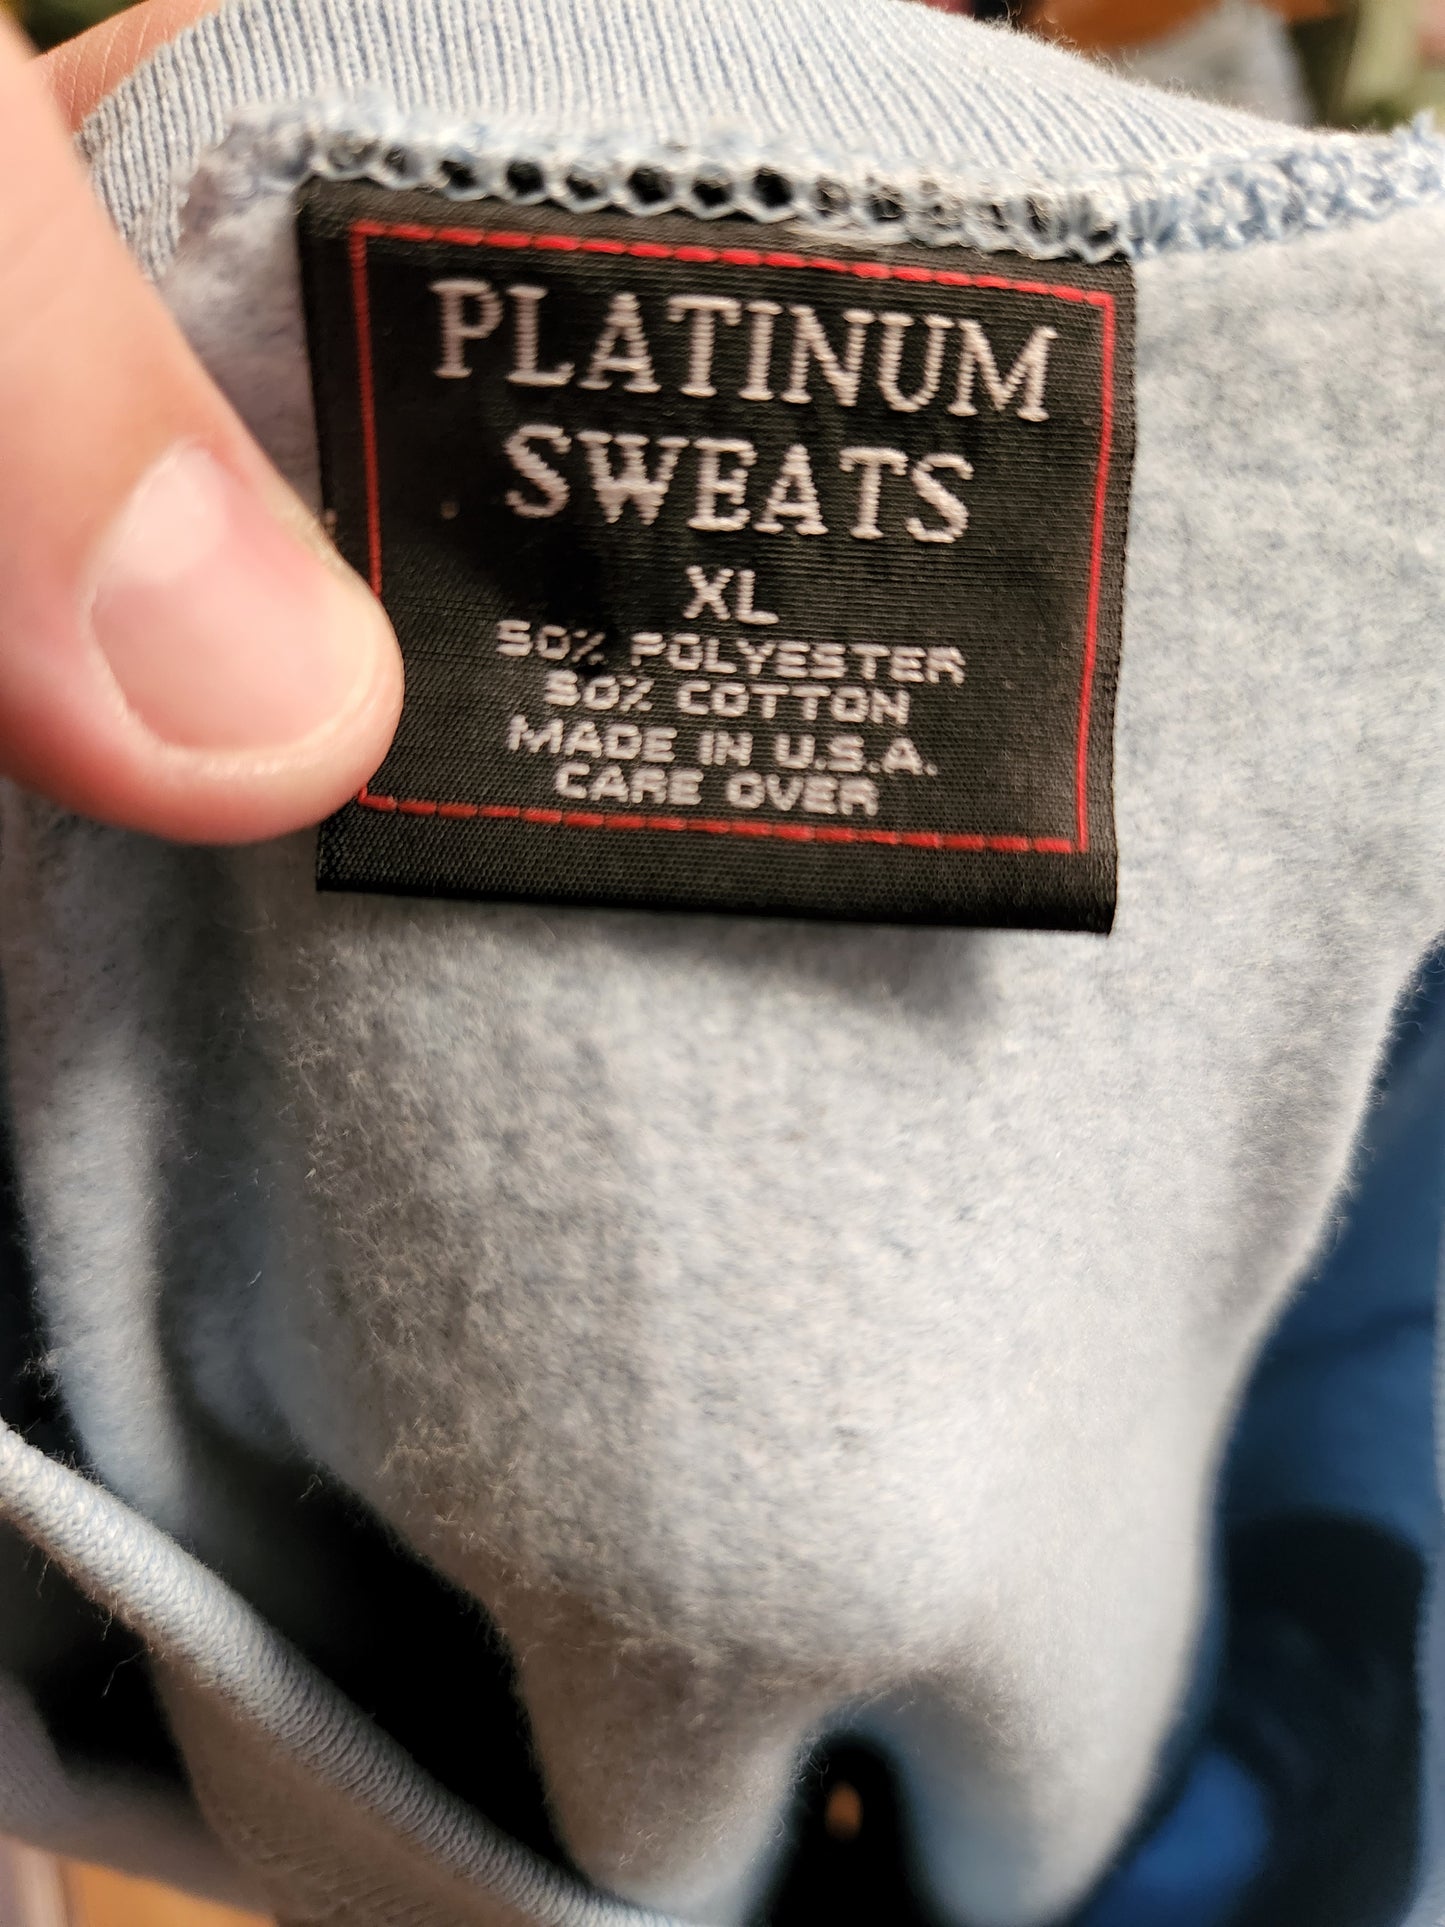 PLATINUM
SWEATS
XL
50% POLYESTER
50% COTTON
MADE IN U.S.A.
CARE OVER